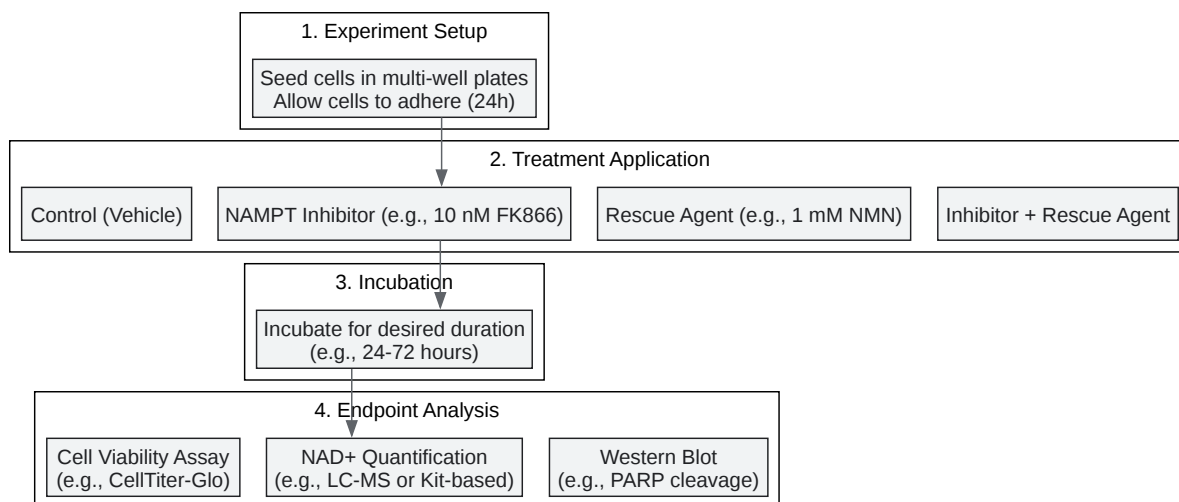 1. Experiment Setup
Seed cells in multi-well plates
Allow cells to adhere (24h)
2. Treatment Application
Control (Vehicle)
NAMPT Inhibitor (e.g., 10 nM FK866)
Rescue Agent (e.g., 1 mM NMN)
Inhibitor + Rescue Agent
3. Incubation
Incubate for desired duration
(e.g., 24-72 hours)
4. Endpoint Analysis
Cell Viability Assay
(e.g., CellTiter-Glo)
NAD+ Quantification
(e.g., LC-MS or Kit-based)
Western Blot
(e.g., PARP cleavage)